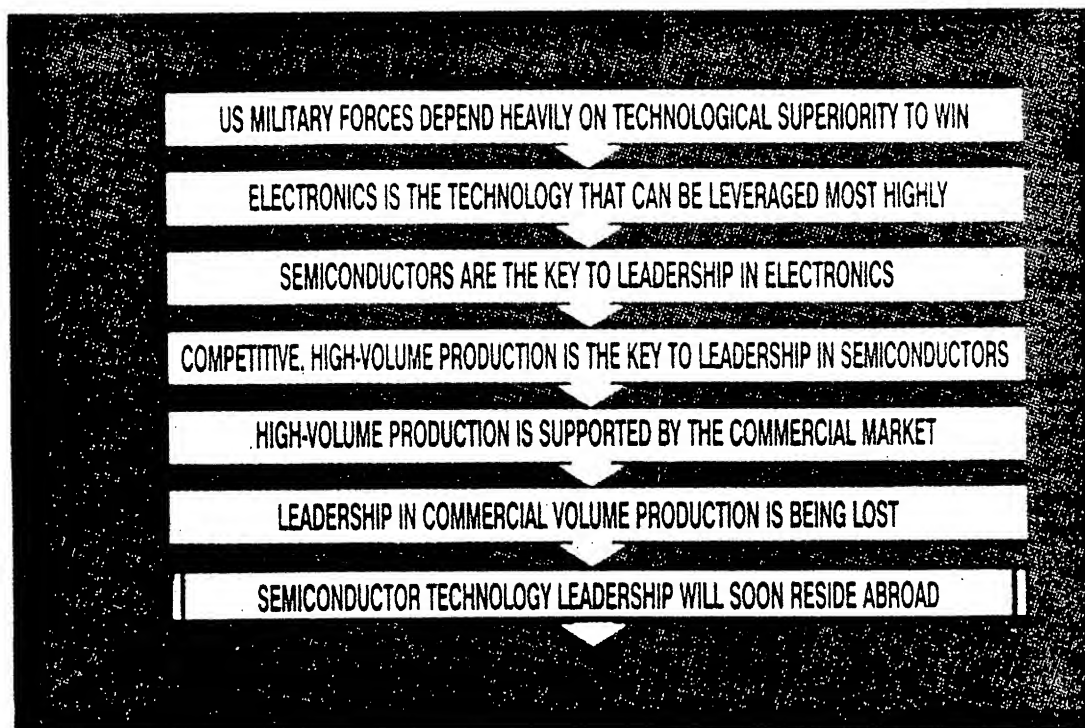 US MILITARY FORCES DEPEND HEAVILY ON TECHNOLOGICAL SUPERIORITY TO WIN
ELECTRONICS IS THE TECHNOLOGY THAT CAN BE LEVERAGED MOST HIGHLY
SEMICONDUCTORS ARE THE KEY TO LEADERSHIP IN ELECTRONICS
COMPETITIVE, HIGH-VOLUME PRODUCTION IS THE KEY TO LEADERSHIP IN SEMICONDUCTORS
HIGH-VOLUME PRODUCTION IS SUPPORTED BY THE COMMERCIAL MARKET
LEADERSHIP IN COMMERCIAL VOLUME PRODUCTION IS BEING LOST
SEMICONDUCTOR TECHNOLOGY LEADERSHIP WILL SOON RESIDE ABROAD